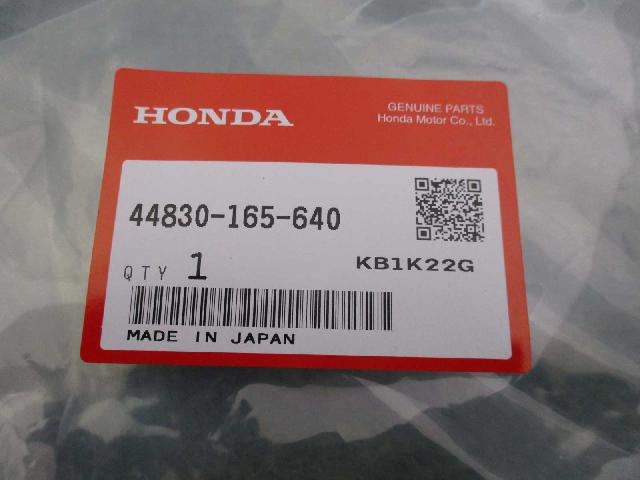 HONDA
GENUINE PARTS
Honda Motor Co., Ltd.
44830-165-640
QTY 1
KB1K22G
MADE IN JAPAN